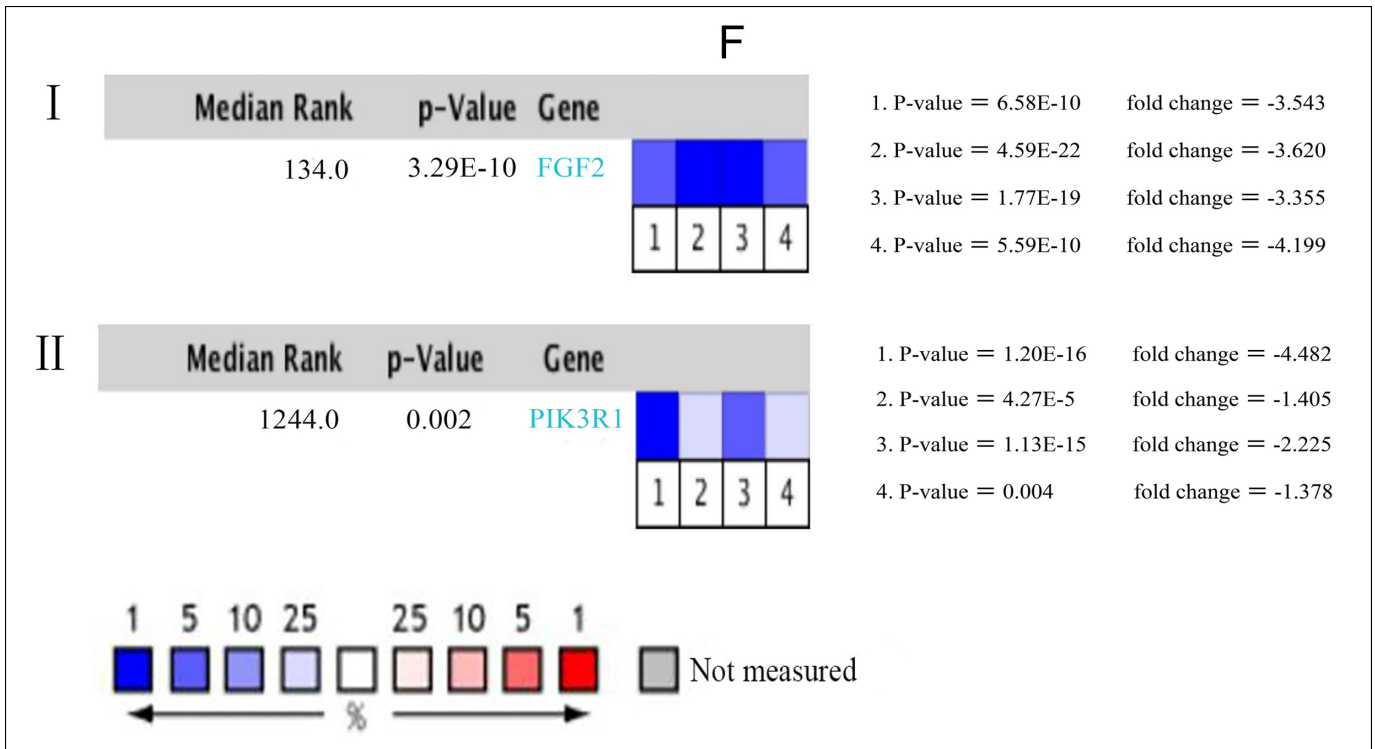 F
I
Median Rank p-Value Gene
134.0 3.29E-10 FGF2
1 2 3 4
1. P-value = 6.58E-10 fold change = -3.543
2. P-value = 4.59E-22 fold change = -3.620
3. P-value = 1.77E-19 fold change = -3.355
4. P-value = 5.59E-10 fold change = -4.199
II
Median Rank p-Value Gene
1244.0 0.002 PIK3R1
1 2 3 4
1. P-value = 1.20E-16 fold change = -4.482
2. P-value = 4.27E-5 fold change = -1.405
3. P-value = 1.13E-15 fold change = -2.225
4. P-value = 0.004 fold change = -1.378
1 5 10 25 25 10 5 1
Not measured
%